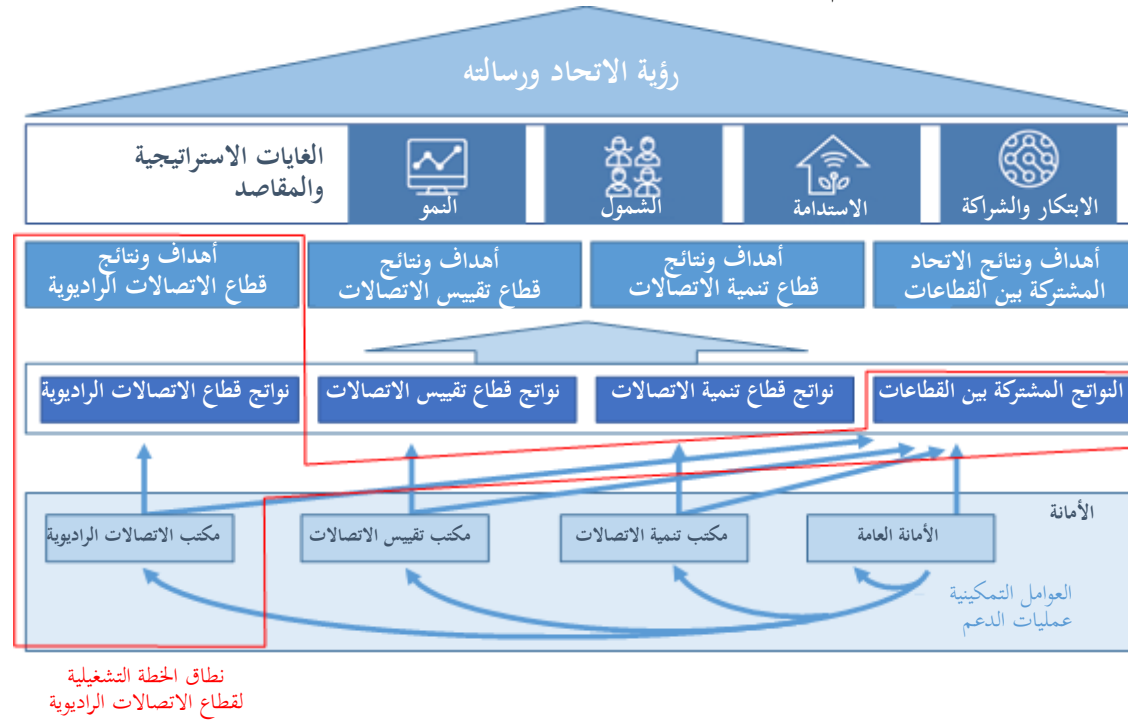 رؤية الاتحاد ورسالته
الغايات الاستراتيجية
والمقاصد
النمو
الشمول
الاستدامة
الابتكار والشراكة
أهداف ونتائج
قطاع الاتصالات الراديوية
أهداف ونتائج
قطاع تقييس الاتصالات
أهداف ونتائج
قطاع تنمية الاتصالات
أهداف ونتائج الاتحاد
المشتركة بين القطاعات
نواتج قطاع الاتصالات الراديوية
نواتج قطاع تقييس الاتصالات
نواتج قطاع تنمية الاتصالات
النواتج المشتركة بين القطاعات
الأمانة
مكتب الاتصالات الراديوية
مكتب تقييس الاتصالات
مكتب تنمية الاتصالات
الأمانة العامة
العوامل التمكينية
عمليات الدعم
نطاق الخطة التشغيلية
لقطاع الاتصالات الراديوية